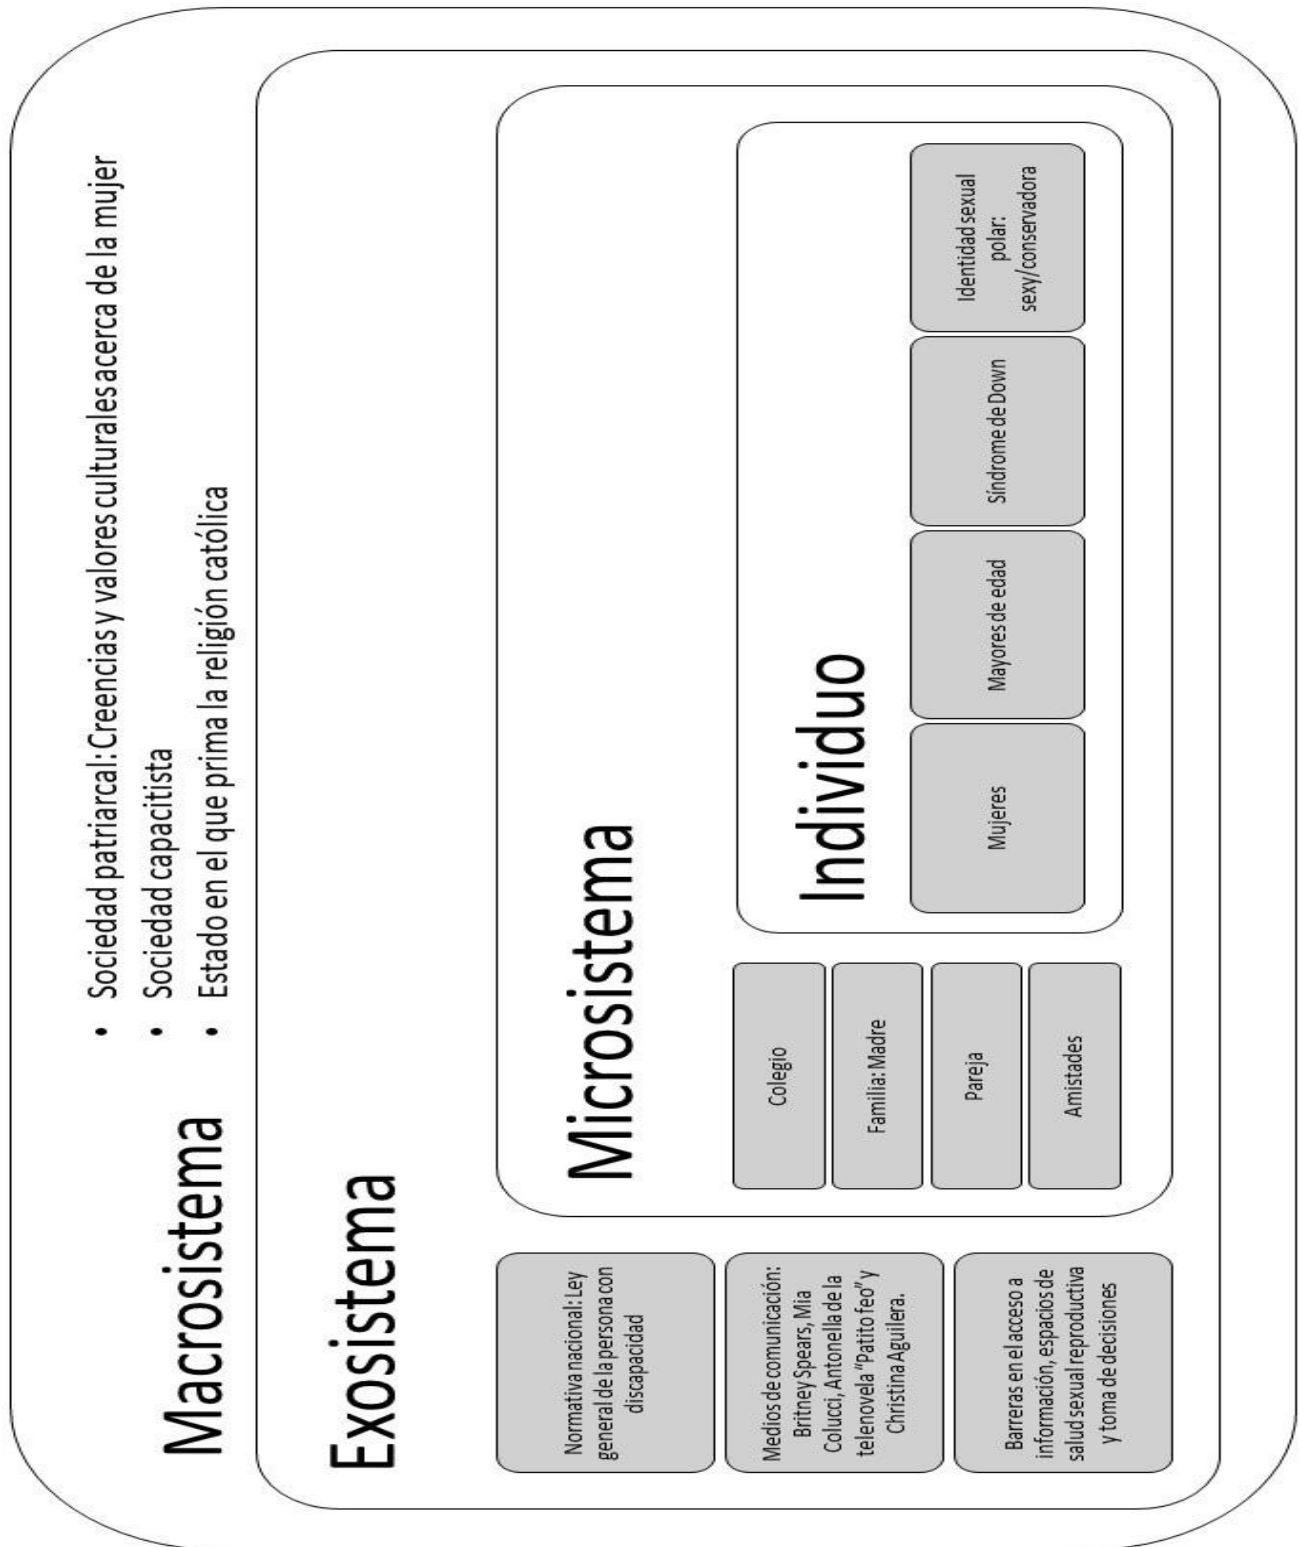 Macrosistema
• Sociedad patriarcal: Creencias y valores culturales acerca de la mujer
• Sociedad capacitista
• Estado en el que prima la religión católica
Exosistema
Normativa nacional: Ley
general de la persona con
discapacidad
Medios de comunicación:
Britney Spears, Mia
Colucci, Antonella de la
telenovela “Patito feo” y
Christina Aguilera.
Barreras en el acceso a
información, espacios de
salud sexual reproductiva
y toma de decisiones
Microsistema
Colegio
Familia: Madre
Pareja
Amistades
Individuo
Mujeres
Mayores de edad
Síndrome de Down
Identidad sexual
polar:
sexy/conservadora